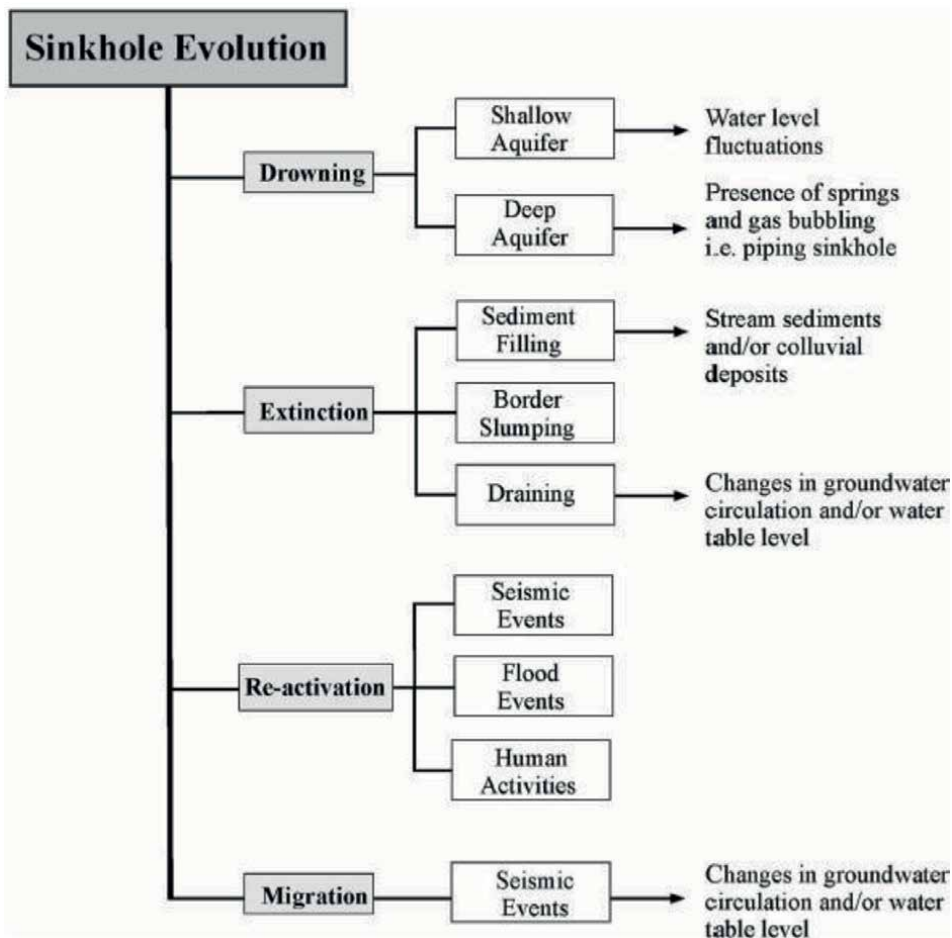 Sinkhole Evolution
Drowning
Shallow
Aquifer
Water level
fluctuations
Deep
Aquifer
Presence of springs
and gas bubbling
i.e. piping sinkhole
Extinction
Sediment
Filling
Stream sediments
and/or colluvial
deposits
Border
Slumping
Draining
Changes in groundwater
circulation and/or water
table level
Re-activation
Seismic
Events
Flood
Events
Human
Activities
Migration
Seismic
Events
Changes in groundwater
circulation and/or water
table level